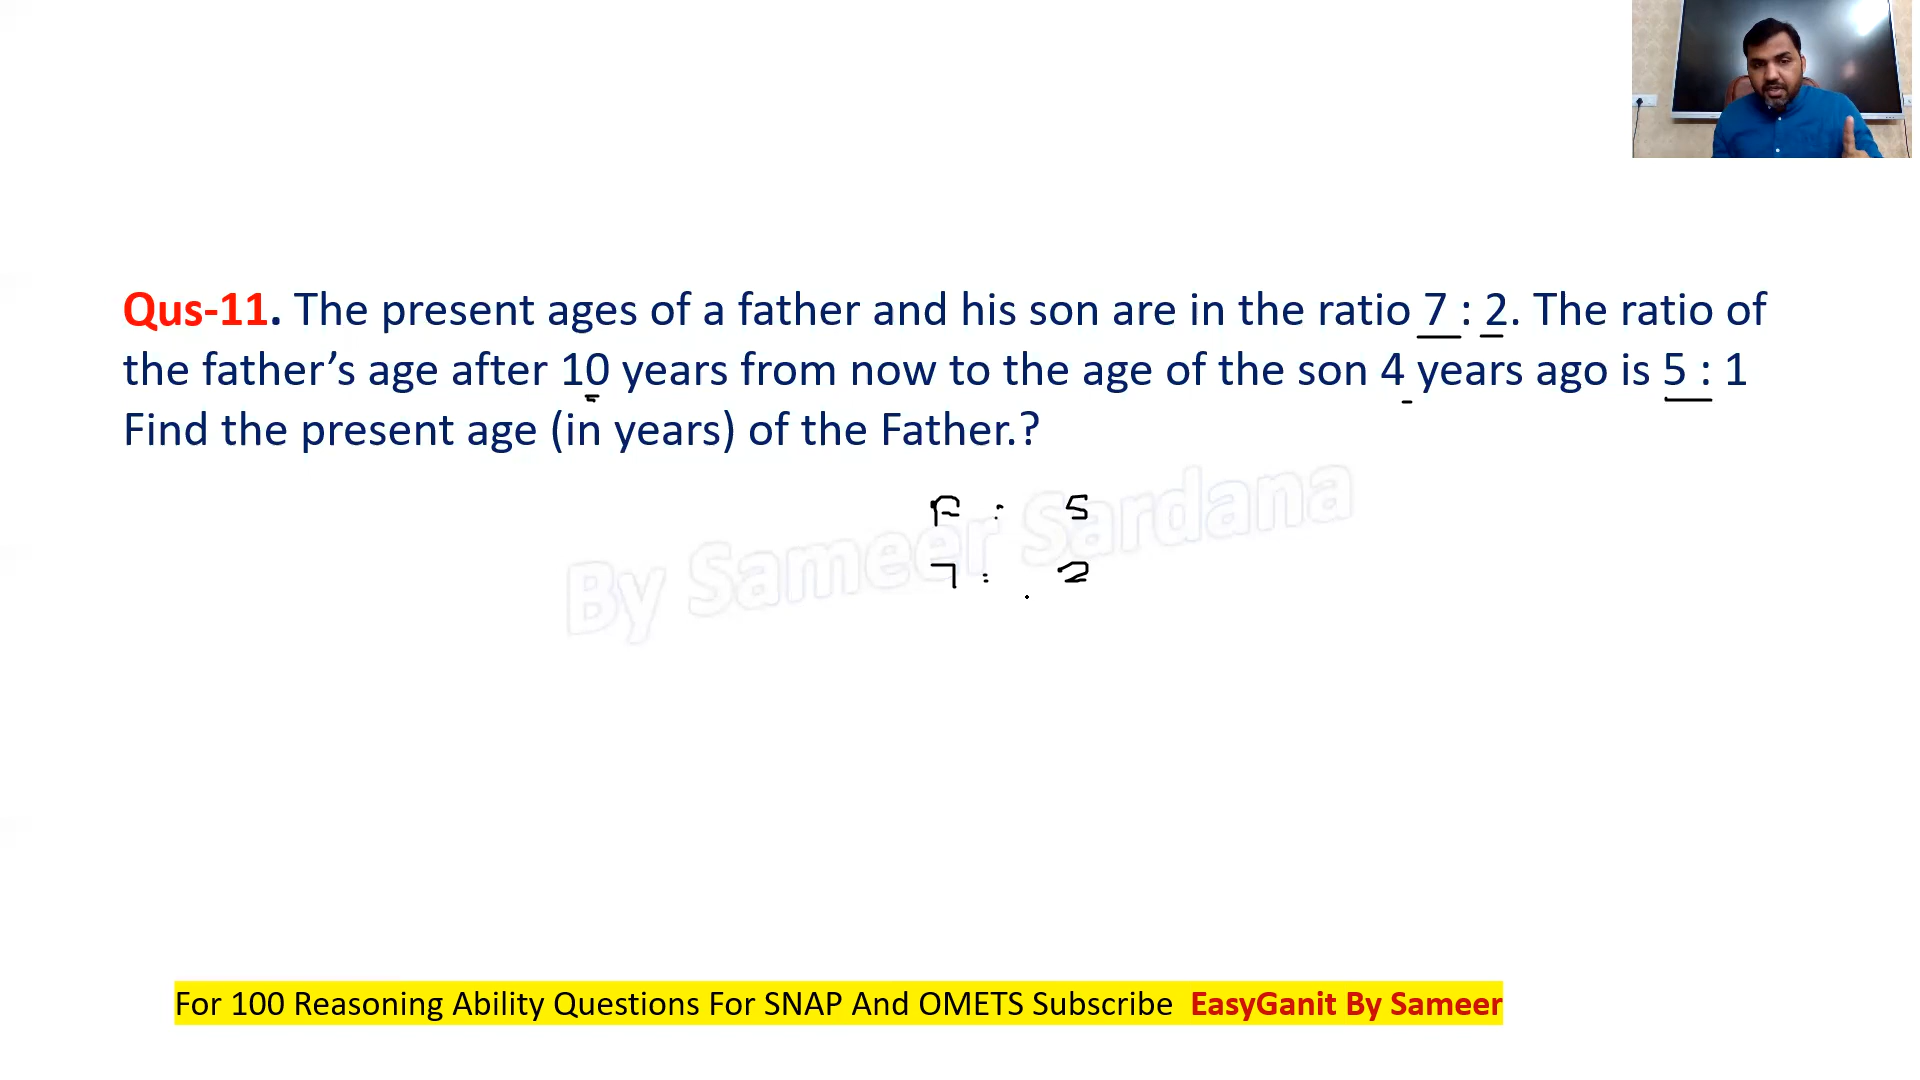 Qus-11. The present ages of a father and his son are in the ratio 7 : 2. The ratio of
the father’s age after 10 years from now to the age of the son 4 years ago is 5 : 1
Find the present age (in years) of the Father.?
F : S
7 : 2
By Sameer Sardana
For 100 Reasoning Ability Questions For SNAP And OMETS Subscribe EasyGanit By Sameer